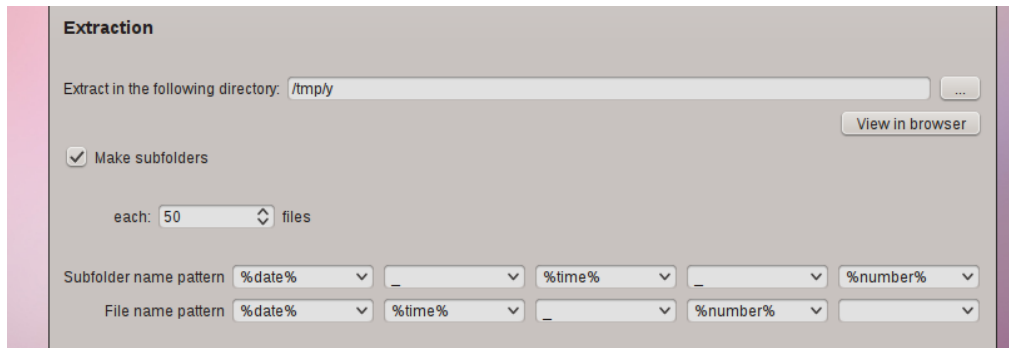 Extraction
Extract in the following directory: /tmp/y ...
View in browser
Make subfolders
each: 50 files
Subfolder name pattern %date% _ %time% _ %number%
File name pattern %date% %time% _ %number%